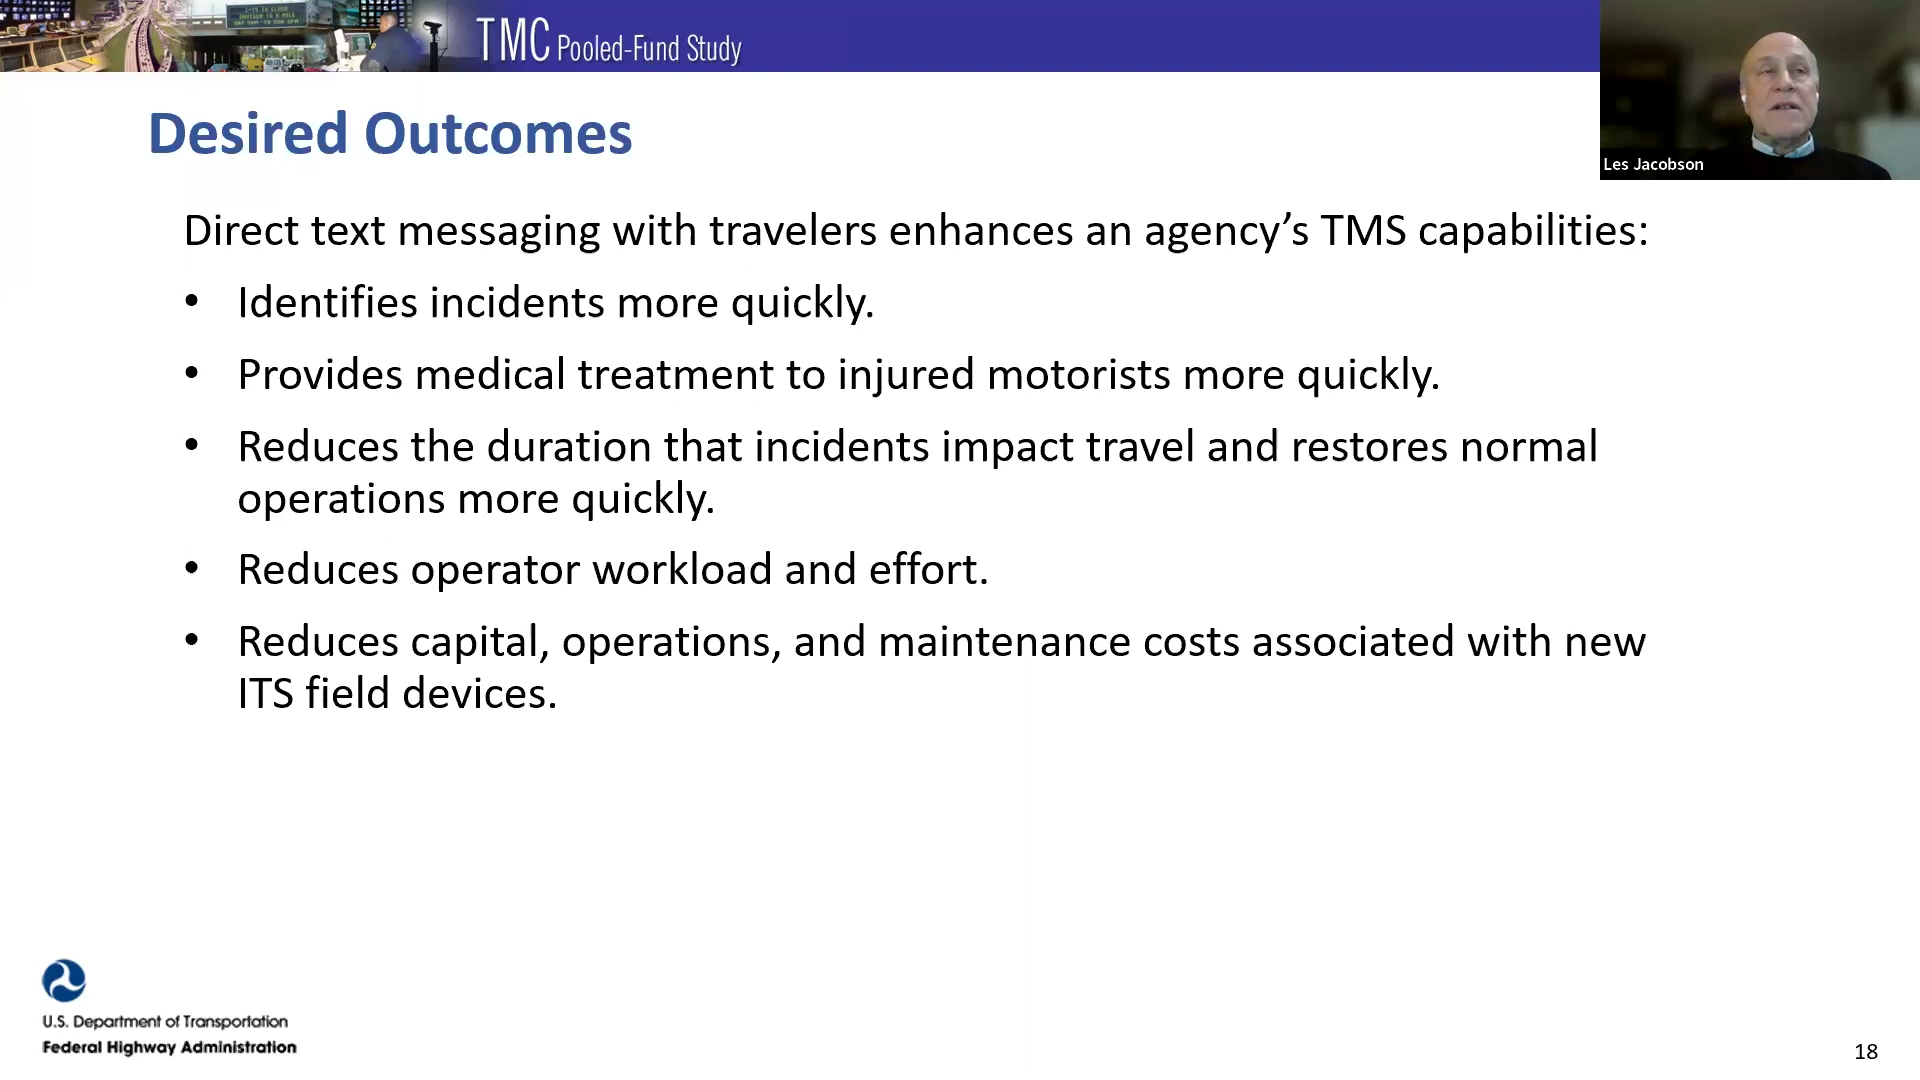 TMC Pooled-Fund Study
Les Jacobson
Desired Outcomes
Direct text messaging with travelers enhances an agency’s TMS capabilities:
• Identifies incidents more quickly.
• Provides medical treatment to injured motorists more quickly.
• Reduces the duration that incidents impact travel and restores normal
operations more quickly.
• Reduces operator workload and effort.
• Reduces capital, operations, and maintenance costs associated with new
ITS field devices.
U.S. Department of Transportation
Federal Highway Administration
18